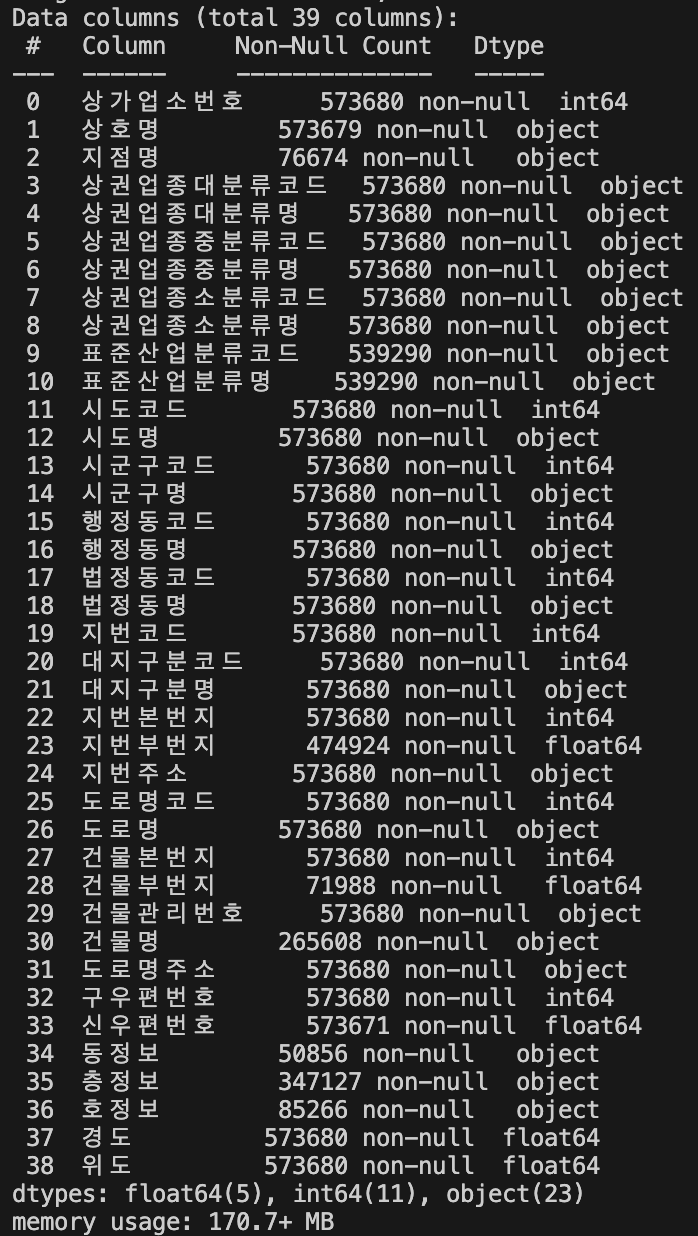 Data columns (total 39 columns):
 #   Column           Non-Null Count   Dtype
---  ------           --------------   -----
 0   상가업소번호           573680 non-null  int64
 1   상호명              573679 non-null  object
 2   지점명              76674 non-null   object
 3   상권업종대분류코드        573680 non-null  object
 4   상권업종대분류명         573680 non-null  object
 5   상권업종중분류코드        573680 non-null  object
 6   상권업종중분류명         573680 non-null  object
 7   상권업종소분류코드        573680 non-null  object
 8   상권업종소분류명         573680 non-null  object
 9   표준산업분류코드         539290 non-null  object
 10  표준산업분류명          539290 non-null  object
 11  시도코드             573680 non-null  int64
 12  시도명              573680 non-null  object
 13  시군구코드            573680 non-null  int64
 14  시군구명             573680 non-null  object
 15  행정동코드            573680 non-null  int64
 16  행정동명             573680 non-null  object
 17  법정동코드            573680 non-null  int64
 18  법정동명             573680 non-null  object
 19  지번코드             573680 non-null  int64
 20  대지구분코드           573680 non-null  int64
 21  대지구분명            573680 non-null  object
 22  지번본번지            573680 non-null  int64
 23  지번부번지            474924 non-null  float64
 24  지번주소             573680 non-null  object
 25  도로명코드            573680 non-null  int64
 26  도로명              573680 non-null  object
 27  건물본번지            573680 non-null  int64
 28  건물부번지            71988 non-null   float64
 29  건물관리번호           573680 non-null  object
 30  건물명              265608 non-null  object
 31  도로명주소            573680 non-null  object
 32  구우편번호            573680 non-null  int64
 33  신우편번호            573671 non-null  float64
 34  동정보              50856 non-null   object
 35  층정보              347127 non-null  object
 36  호정보              85266 non-null   object
 37  경도               573680 non-null  float64
 38  위도               573680 non-null  float64
dtypes: float64(5), int64(11), object(23)
memory usage: 170.7+ MB